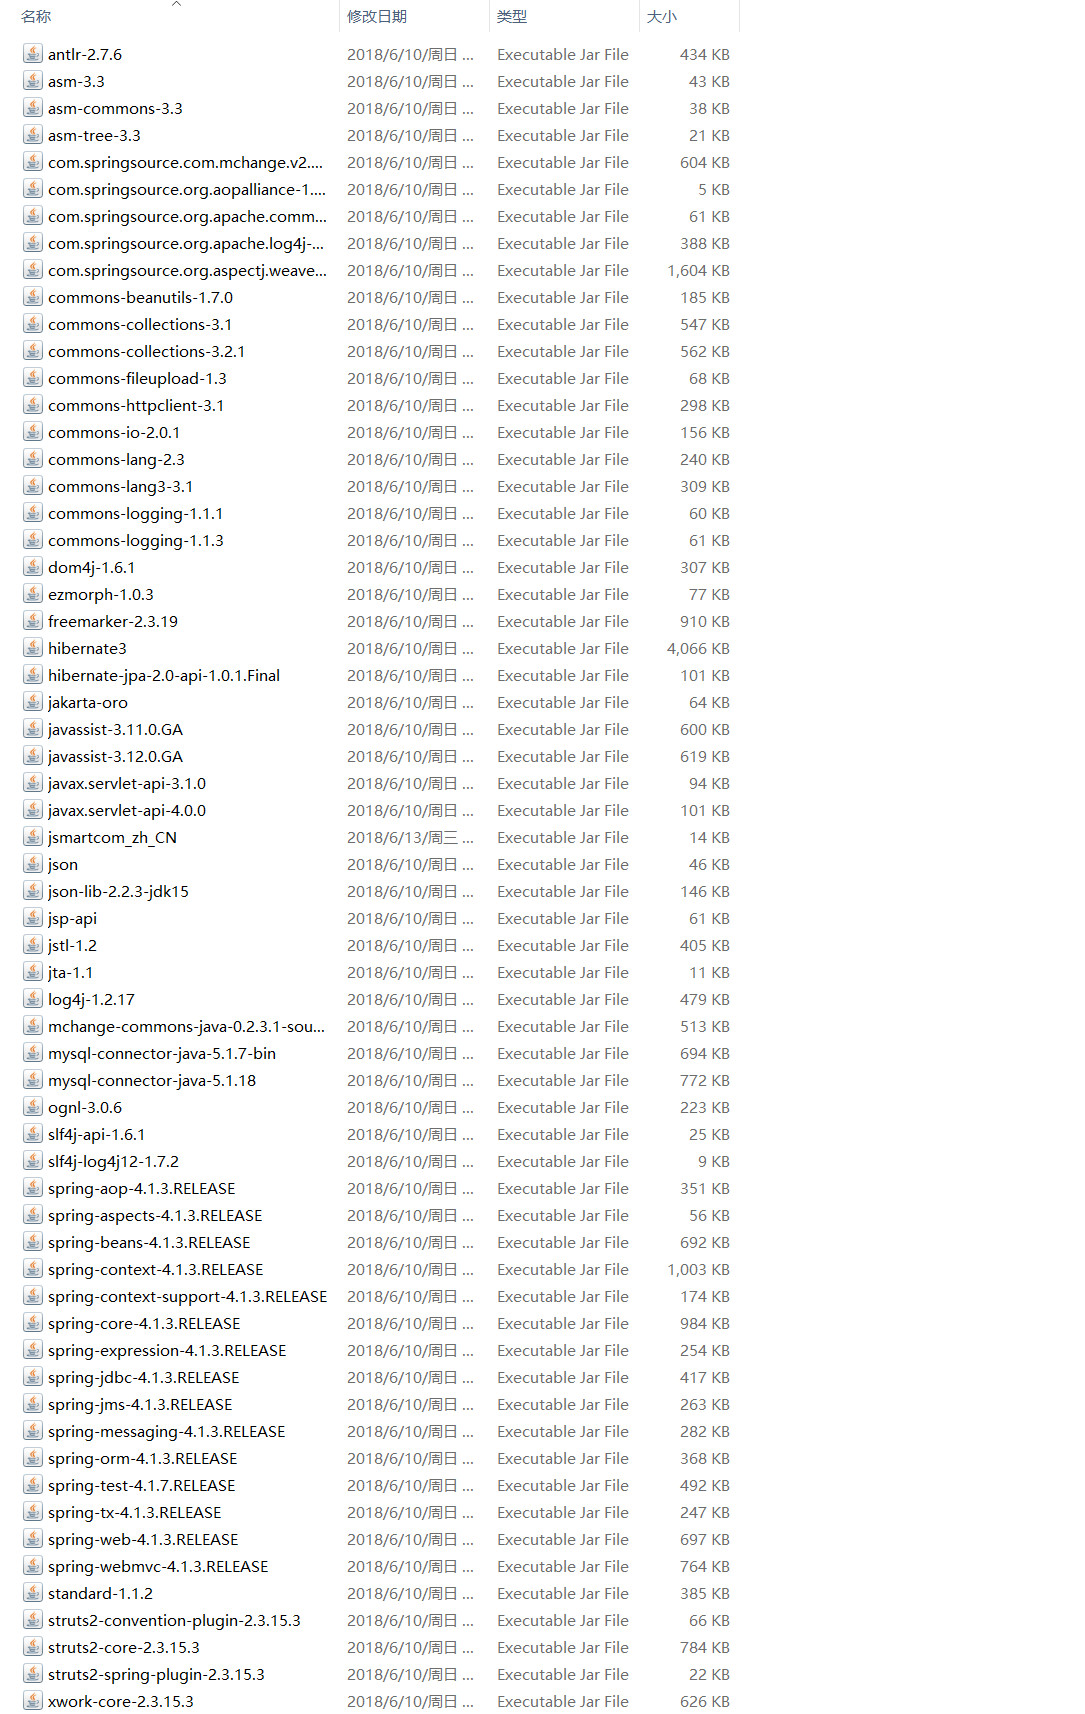 名称 修改日期 类型 大小
antlr-2.7.6 2018/6/10/周日 ... Executable Jar File 434 KB
asm-3.3 2018/6/10/周日 ... Executable Jar File 43 KB
asm-commons-3.3 2018/6/10/周日 ... Executable Jar File 38 KB
asm-tree-3.3 2018/6/10/周日 ... Executable Jar File 21 KB
com.springsource.com.mchange.v2.... 2018/6/10/周日 ... Executable Jar File 604 KB
com.springsource.org.aopalliance-1.... 2018/6/10/周日 ... Executable Jar File 5 KB
com.springsource.org.apache.comm... 2018/6/10/周日 ... Executable Jar File 61 KB
com.springsource.org.apache.log4j-... 2018/6/10/周日 ... Executable Jar File 388 KB
com.springsource.org.aspectj.weave... 2018/6/10/周日 ... Executable Jar File 1,604 KB
commons-beanutils-1.7.0 2018/6/10/周日 ... Executable Jar File 185 KB
commons-collections-3.1 2018/6/10/周日 ... Executable Jar File 547 KB
commons-collections-3.2.1 2018/6/10/周日 ... Executable Jar File 562 KB
commons-fileupload-1.3 2018/6/10/周日 ... Executable Jar File 68 KB
commons-httpclient-3.1 2018/6/10/周日 ... Executable Jar File 298 KB
commons-io-2.0.1 2018/6/10/周日 ... Executable Jar File 156 KB
commons-lang-2.3 2018/6/10/周日 ... Executable Jar File 240 KB
commons-lang3-3.1 2018/6/10/周日 ... Executable Jar File 309 KB
commons-logging-1.1.1 2018/6/10/周日 ... Executable Jar File 60 KB
commons-logging-1.1.3 2018/6/10/周日 ... Executable Jar File 61 KB
dom4j-1.6.1 2018/6/10/周日 ... Executable Jar File 307 KB
ezmorph-1.0.3 2018/6/10/周日 ... Executable Jar File 77 KB
freemarker-2.3.19 2018/6/10/周日 ... Executable Jar File 910 KB
hibernate3 2018/6/10/周日 ... Executable Jar File 4,066 KB
hibernate-jpa-2.0-api-1.0.1.Final 2018/6/10/周日 ... Executable Jar File 101 KB
jakarta-oro 2018/6/10/周日 ... Executable Jar File 64 KB
javassist-3.11.0.GA 2018/6/10/周日 ... Executable Jar File 600 KB
javassist-3.12.0.GA 2018/6/10/周日 ... Executable Jar File 619 KB
javax.servlet-api-3.1.0 2018/6/10/周日 ... Executable Jar File 94 KB
javax.servlet-api-4.0.0 2018/6/10/周日 ... Executable Jar File 101 KB
jsmartcom_zh_CN 2018/6/13/周三 ... Executable Jar File 14 KB
json 2018/6/10/周日 ... Executable Jar File 46 KB
json-lib-2.2.3-jdk15 2018/6/10/周日 ... Executable Jar File 146 KB
jsp-api 2018/6/10/周日 ... Executable Jar File 61 KB
jstl-1.2 2018/6/10/周日 ... Executable Jar File 405 KB
jta-1.1 2018/6/10/周日 ... Executable Jar File 11 KB
log4j-1.2.17 2018/6/10/周日 ... Executable Jar File 479 KB
mchange-commons-java-0.2.3.1-sou... 2018/6/10/周日 ... Executable Jar File 513 KB
mysql-connector-java-5.1.7-bin 2018/6/10/周日 ... Executable Jar File 694 KB
mysql-connector-java-5.1.18 2018/6/10/周日 ... Executable Jar File 772 KB
ognl-3.0.6 2018/6/10/周日 ... Executable Jar File 223 KB
slf4j-api-1.6.1 2018/6/10/周日 ... Executable Jar File 25 KB
slf4j-log4j12-1.7.2 2018/6/10/周日 ... Executable Jar File 9 KB
spring-aop-4.1.3.RELEASE 2018/6/10/周日 ... Executable Jar File 351 KB
spring-aspects-4.1.3.RELEASE 2018/6/10/周日 ... Executable Jar File 56 KB
spring-beans-4.1.3.RELEASE 2018/6/10/周日 ... Executable Jar File 692 KB
spring-context-4.1.3.RELEASE 2018/6/10/周日 ... Executable Jar File 1,003 KB
spring-context-support-4.1.3.RELEASE 2018/6/10/周日 ... Executable Jar File 174 KB
spring-core-4.1.3.RELEASE 2018/6/10/周日 ... Executable Jar File 984 KB
spring-expression-4.1.3.RELEASE 2018/6/10/周日 ... Executable Jar File 254 KB
spring-jdbc-4.1.3.RELEASE 2018/6/10/周日 ... Executable Jar File 417 KB
spring-jms-4.1.3.RELEASE 2018/6/10/周日 ... Executable Jar File 263 KB
spring-messaging-4.1.3.RELEASE 2018/6/10/周日 ... Executable Jar File 282 KB
spring-orm-4.1.3.RELEASE 2018/6/10/周日 ... Executable Jar File 368 KB
spring-test-4.1.7.RELEASE 2018/6/10/周日 ... Executable Jar File 492 KB
spring-tx-4.1.3.RELEASE 2018/6/10/周日 ... Executable Jar File 247 KB
spring-web-4.1.3.RELEASE 2018/6/10/周日 ... Executable Jar File 697 KB
spring-webmvc-4.1.3.RELEASE 2018/6/10/周日 ... Executable Jar File 764 KB
standard-1.1.2 2018/6/10/周日 ... Executable Jar File 385 KB
struts2-convention-plugin-2.3.15.3 2018/6/10/周日 ... Executable Jar File 66 KB
struts2-core-2.3.15.3 2018/6/10/周日 ... Executable Jar File 784 KB
struts2-spring-plugin-2.3.15.3 2018/6/10/周日 ... Executable Jar File 22 KB
xwork-core-2.3.15.3 2018/6/10/周日 ... Executable Jar File 626 KB